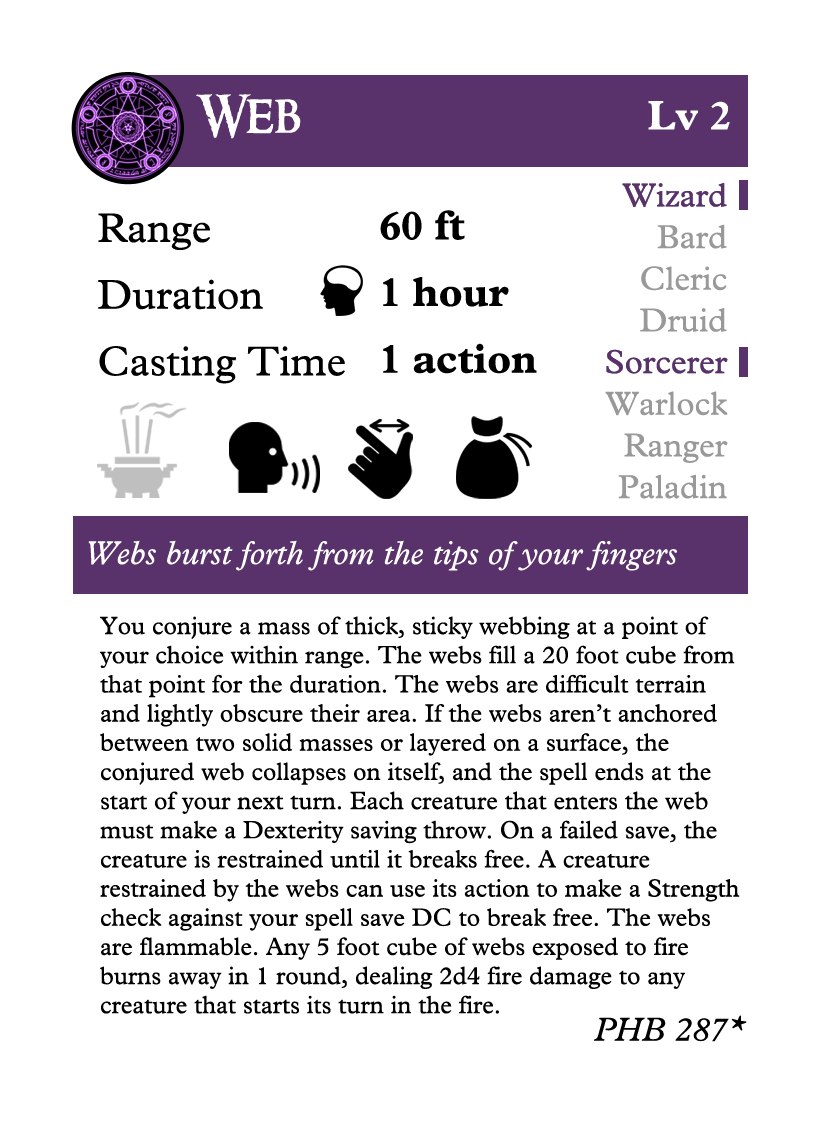 WEB
Lv 2
Range 60 ft
Duration 1 hour
Casting Time 1 action
Wizard
Bard
Cleric
Druid
Sorcerer
Warlock
Ranger
Paladin
Webs burst forth from the tips of your fingers
You conjure a mass of thick, sticky webbing at a point of
your choice within range. The webs fill a 20 foot cube from
that point for the duration. The webs are difficult terrain
and lightly obscure their area. If the webs aren’t anchored
between two solid masses or layered on a surface, the
conjured web collapses on itself, and the spell ends at the
start of your next turn. Each creature that enters the web
must make a Dexterity saving throw. On a failed save, the
creature is restrained until it breaks free. A creature
restrained by the webs can use its action to make a Strength
check against your spell save DC to break free. The webs
are flammable. Any 5 foot cube of webs exposed to fire
burns away in 1 round, dealing 2d4 fire damage to any
creature that starts its turn in the fire.
PHB 287*